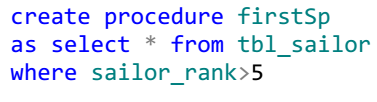 create procedure firstSp
as select * from tbl_sailor
where sailor_rank>5